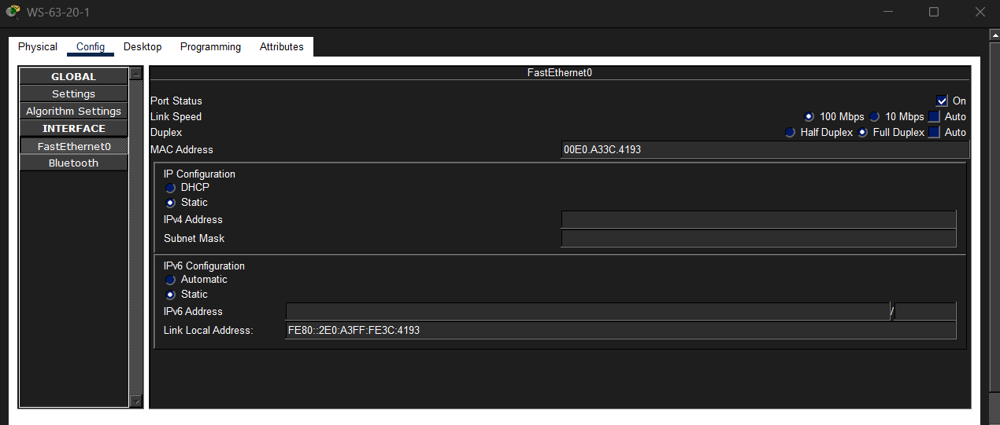 WS-63-20-1
Physical Config Desktop Programming Attributes
GLOBAL
Settings
Algorithm Settings
INTERFACE
FastEthernet0
Bluetooth
FastEthernet0
Port Status On
Link Speed 100 Mbps 10 Mbps Auto
Duplex Half Duplex Full Duplex Auto
MAC Address 00E0.A33C.4193
IP Configuration
DHCP
Static
IPv4 Address
Subnet Mask
IPv6 Configuration
Automatic
Static
IPv6 Address /
Link Local Address: FE80::2E0:A3FF:FE3C:4193